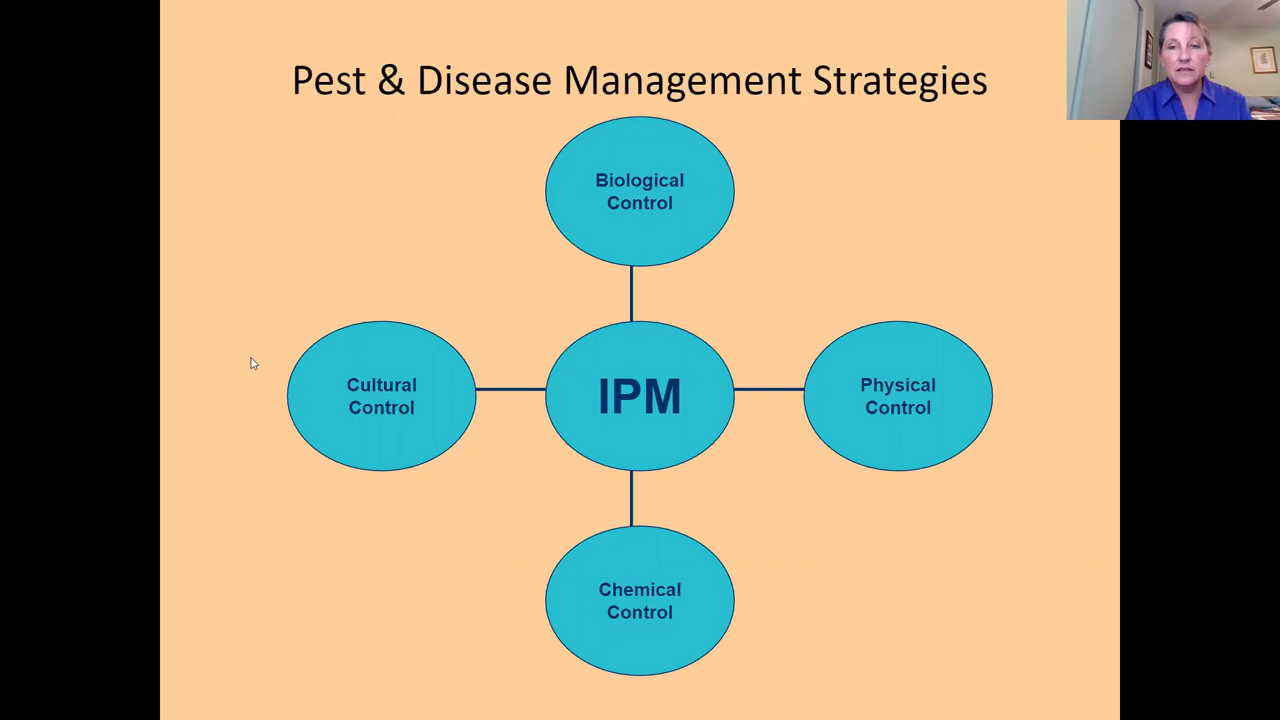 Pest & Disease Management Strategies
Biological
Control
Cultural
Control
IPM
Physical
Control
Chemical
Control